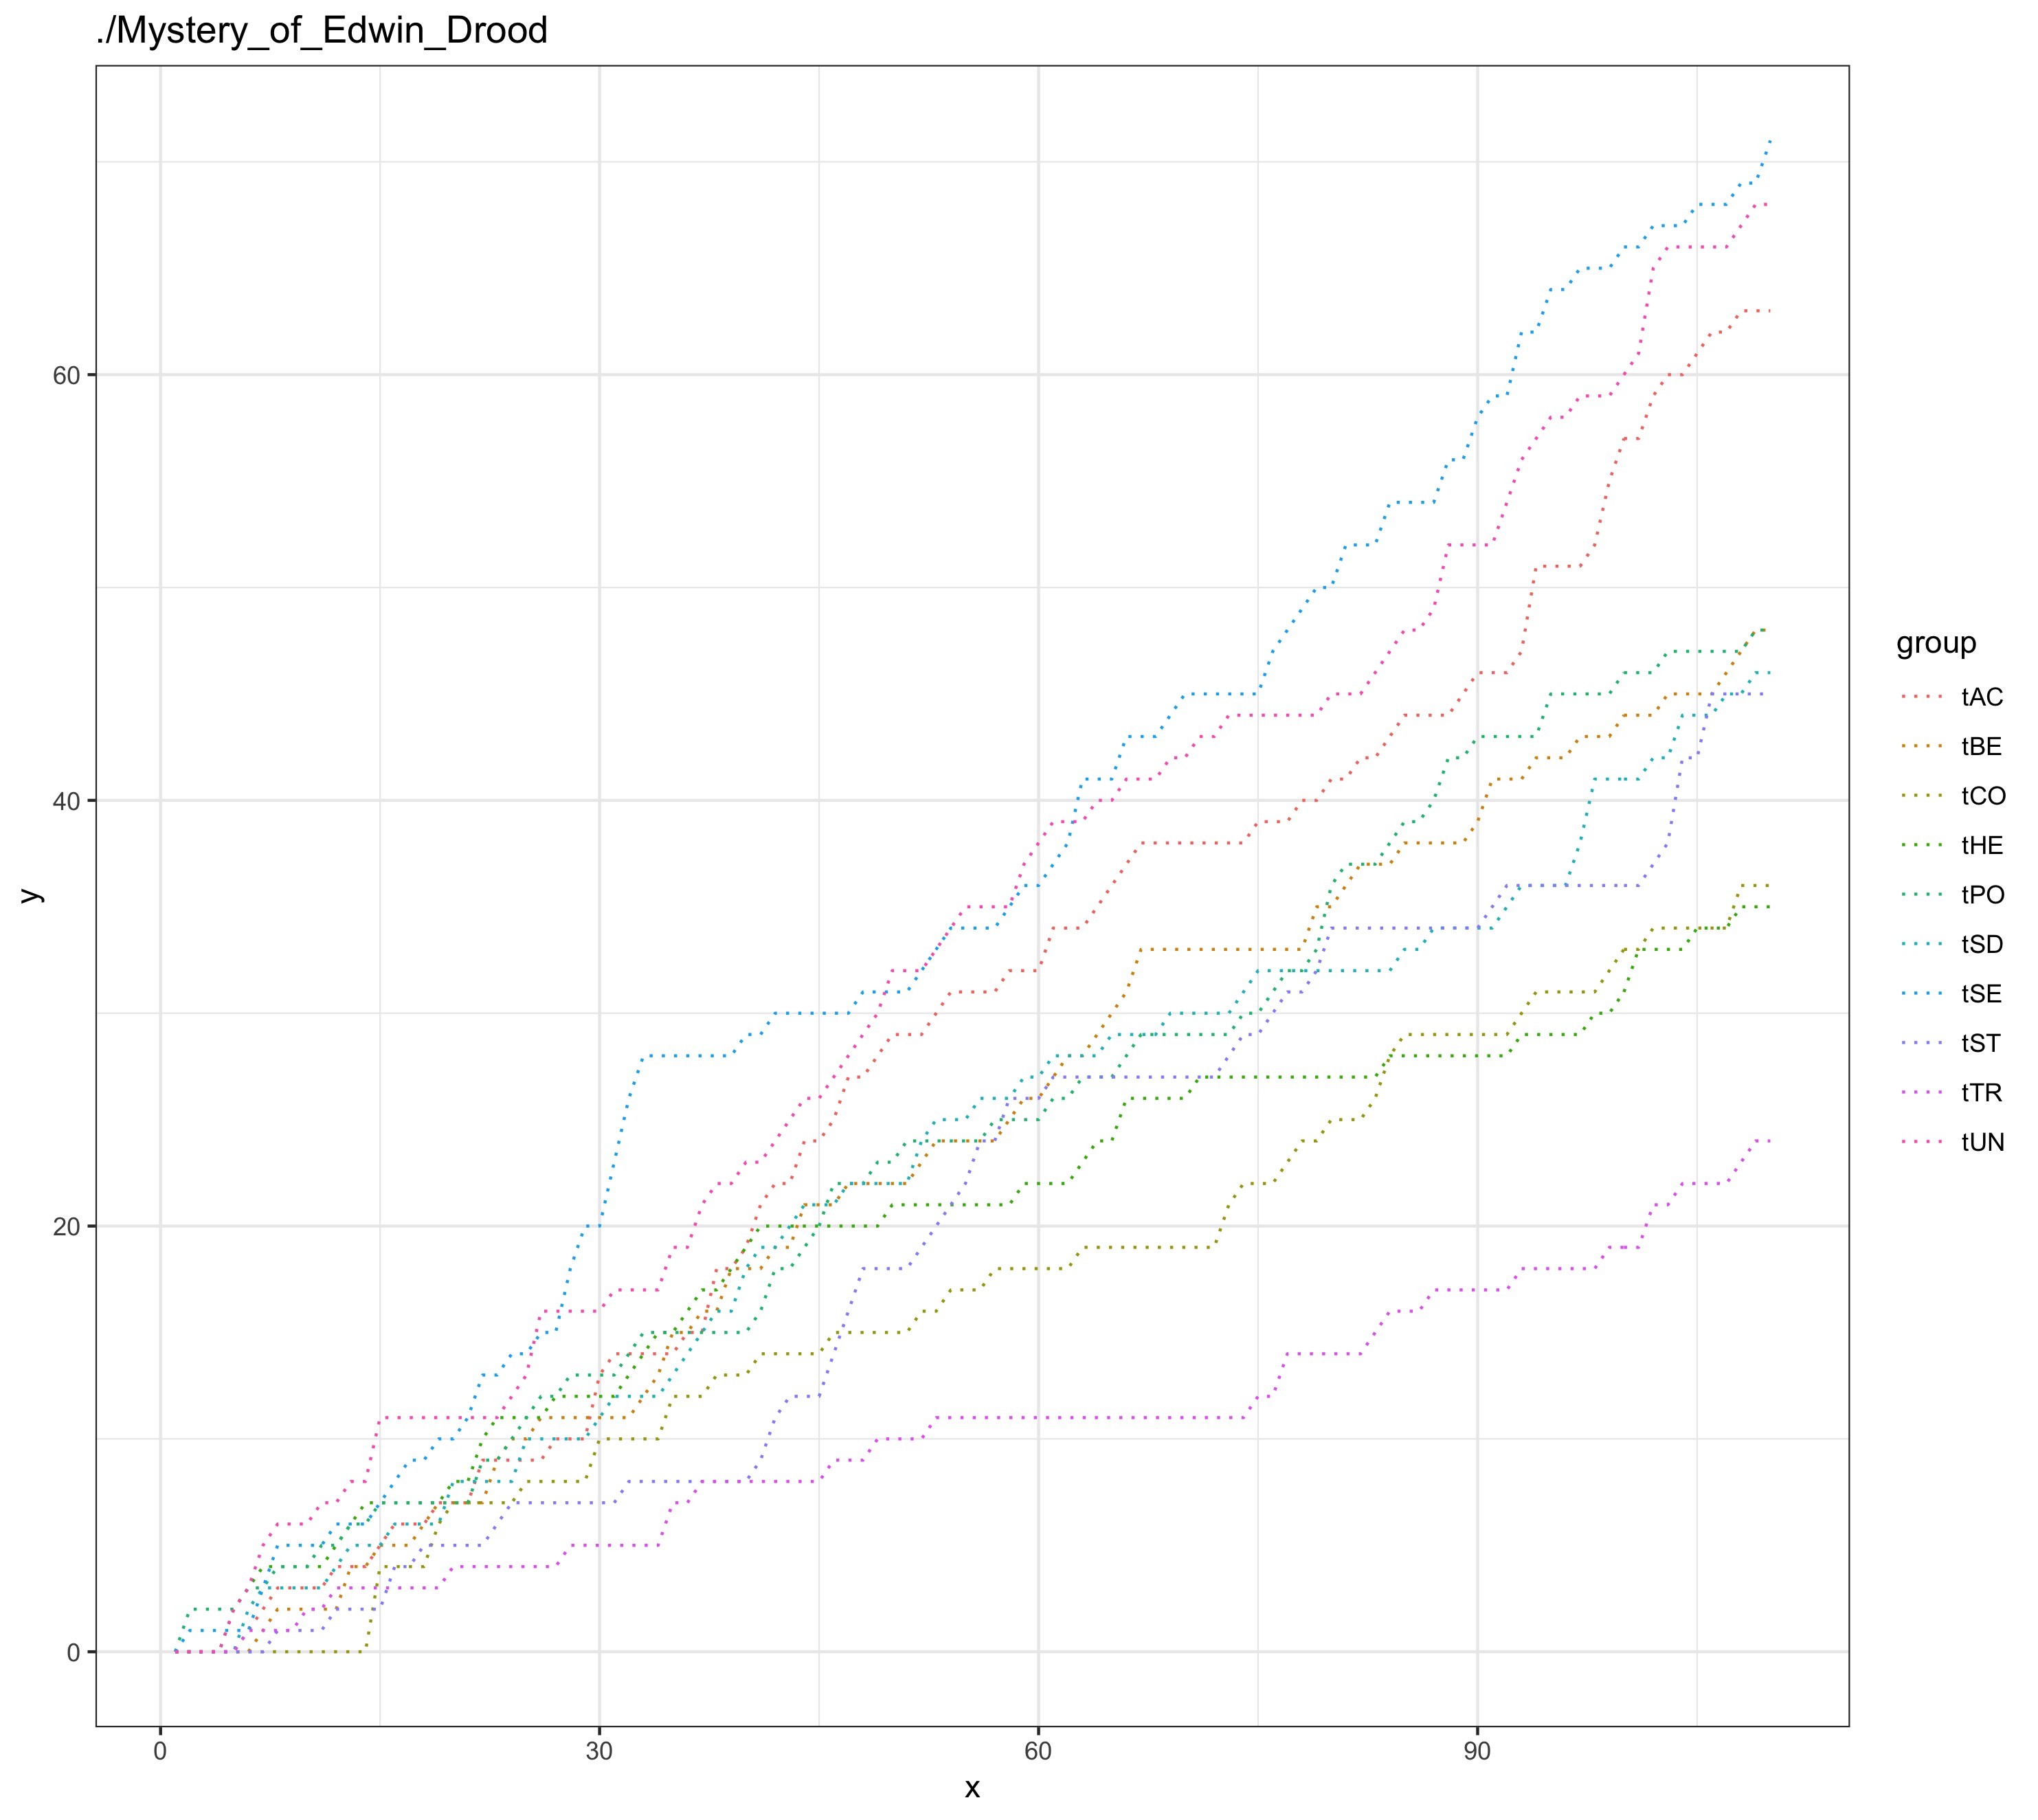 ./Mystery_of_Edwin_Drood
60
40
20
0
y
0 30 60 90
x
group
tAC
tBE
tCO
tHE
tPO
tSD
tSE
tST
tTR
tUN